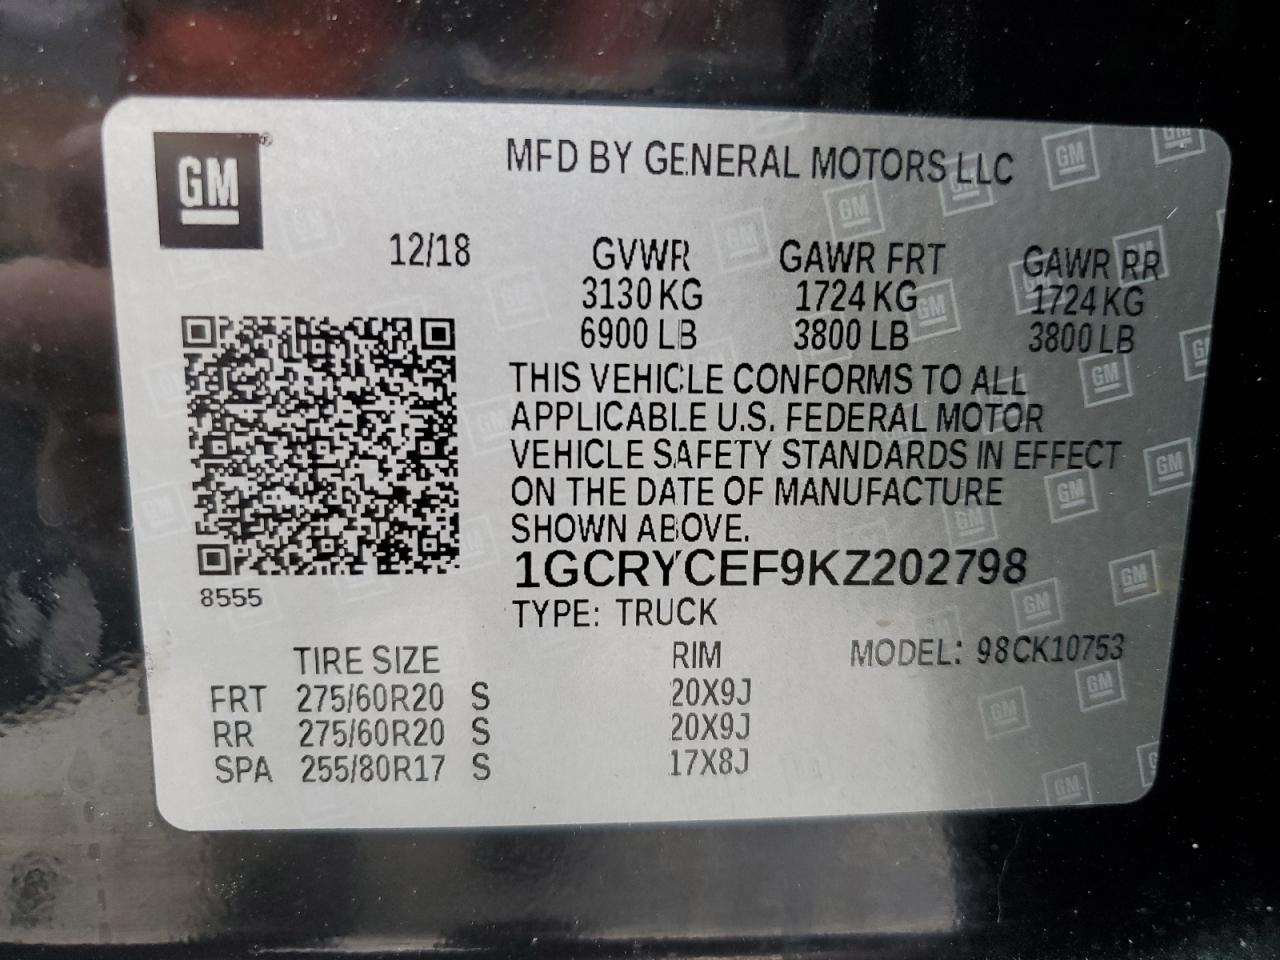 GM
MFD BY GENERAL MOTORS LLC
12/18
GVWR GAWR FRT GAWR RR
3130 KG 1724 KG 1724 KG
6900 LB 3800 LB 3800 LB
THIS VEHICLE CONFORMS TO ALL
APPLICABLE U.S. FEDERAL MOTOR
VEHICLE SAFETY STANDARDS IN EFFECT
ON THE DATE OF MANUFACTURE
SHOWN ABOVE.
1GCRYCEF9KZ202798
8555
TYPE: TRUCK
MODEL: 98CK10753
TIRE SIZE RIM
FRT 275/60R20 S 20X9J
RR 275/60R20 S 20X9J
SPA 255/80R17 S 17X8J